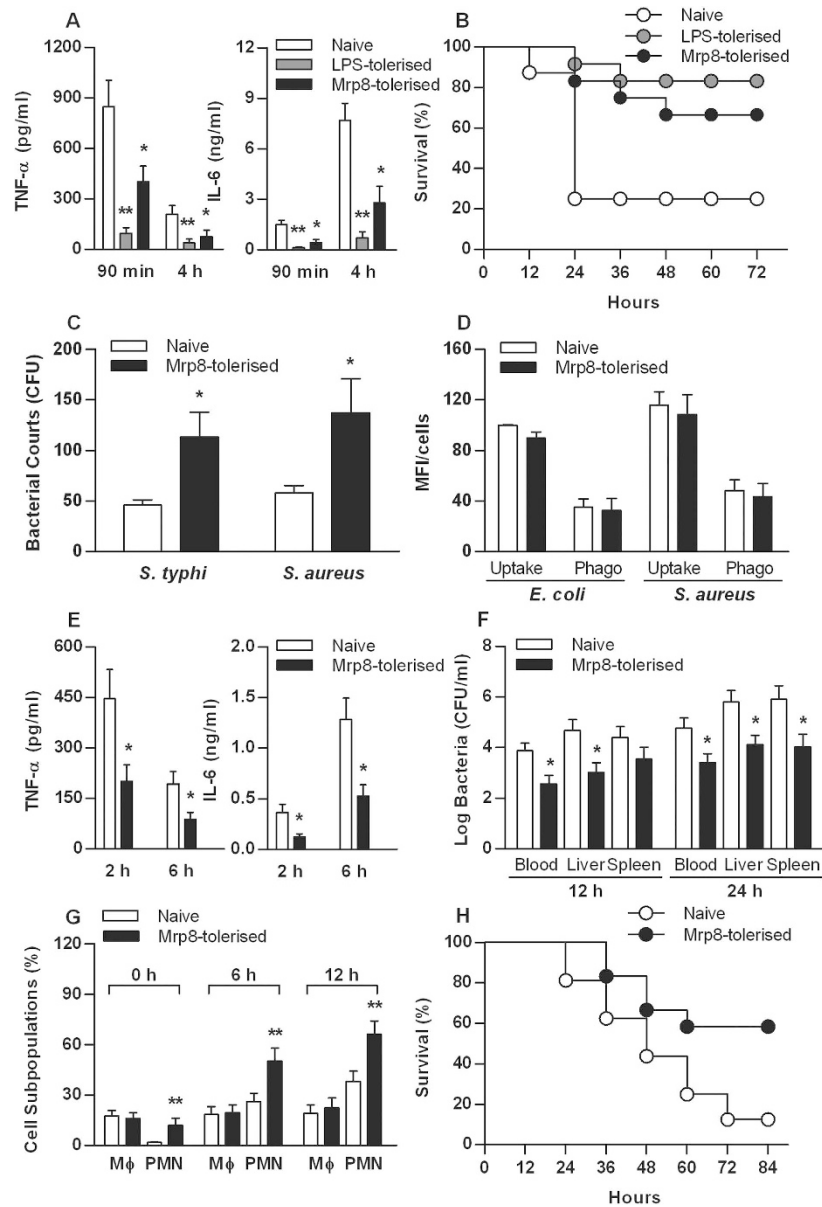 A
Naive
LPS-tolerised
Mrp8-tolerised
TNF-α (pg/ml)
1200
900
600
300
0
*
**
**
*
90 min
4 h
IL-6 (ng/ml)
12
9
6
3
0
**
*
**
*
90 min
4 h
B
Naive
LPS-tolerised
Mrp8-tolerised
Survival (%)
100
80
60
40
20
0
0 12 24 36 48 60 72
Hours
C
Naive
Mrp8-tolerised
Bacterial Courts (CFU)
200
150
100
50
0
*
*
S. typhi
S. aureus
D
Naive
Mrp8-tolerised
MFI/cells
160
120
80
40
0
Uptake Phago Uptake Phago
E. coli
S. aureus
E
Naive
Mrp8-tolerised
TNF-α (pg/ml)
600
450
300
150
0
*
*
2 h
6 h
IL-6 (ng/ml)
2.0
1.5
1.0
0.5
0.0
*
*
2 h
6 h
F
Naive
Mrp8-tolerised
Log Bacteria (CFU/ml)
8
6
4
2
0
*
*
*
*
*
Blood Liver Spleen Blood Liver Spleen
12 h
24 h
G
Naive
Mrp8-tolerised
Cell Subpopulations (%)
120
90
60
30
0
0 h
6 h
12 h
**
**
**
Mϕ PMN Mϕ PMN Mϕ PMN
H
Naive
Mrp8-tolerised
Survival (%)
100
80
60
40
20
0
0 12 24 36 48 60 72 84
Hours